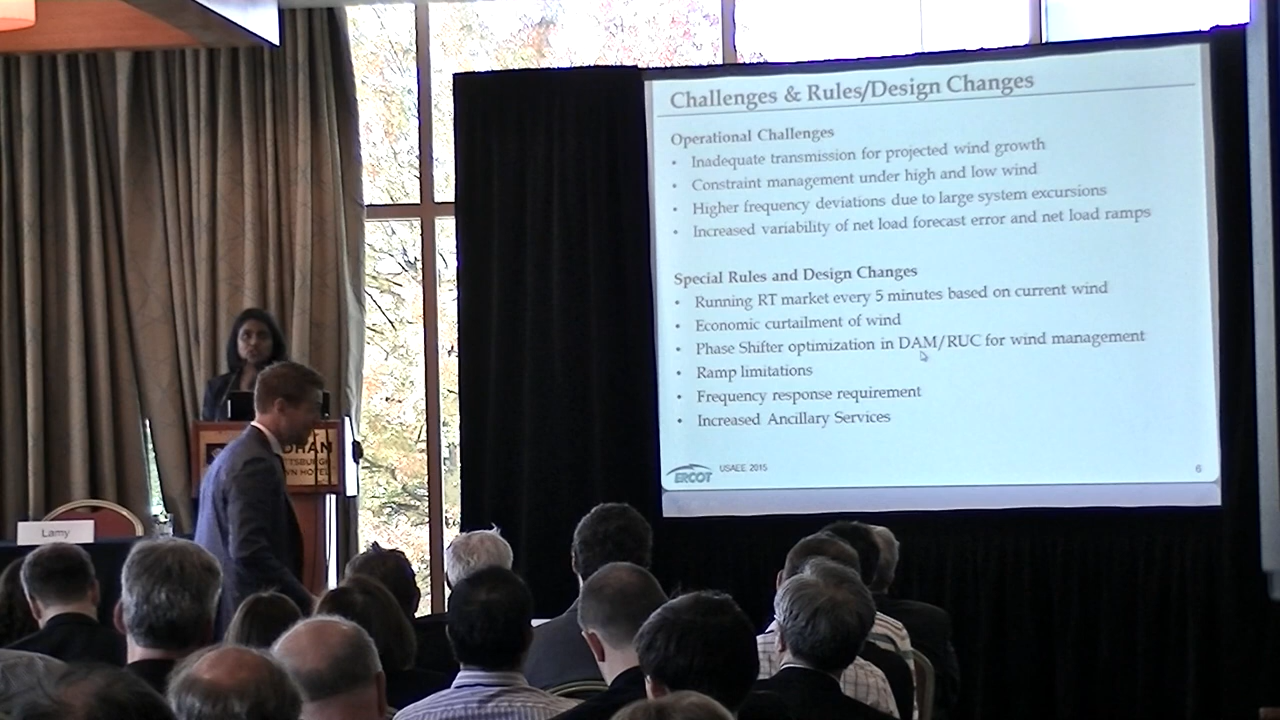 Challenges & Rules/Design Changes
Operational Challenges
• Inadequate transmission for projected wind growth
• Constraint management under high and low wind
• Higher frequency deviations due to large system excursions
• Increased variability of net load forecast error and net load ramps
Special Rules and Design Changes
• Running RT market every 5 minutes based on current wind
• Economic curtailment of wind
• Phase Shifter optimization in DAM/RUC for wind management
• Ramp limitations
• Frequency response requirement
• Increased Ancillary Services
ERCOT
USAEE 2015
6
DHAM
TTSBURGH
WN HOTEL
Lamy